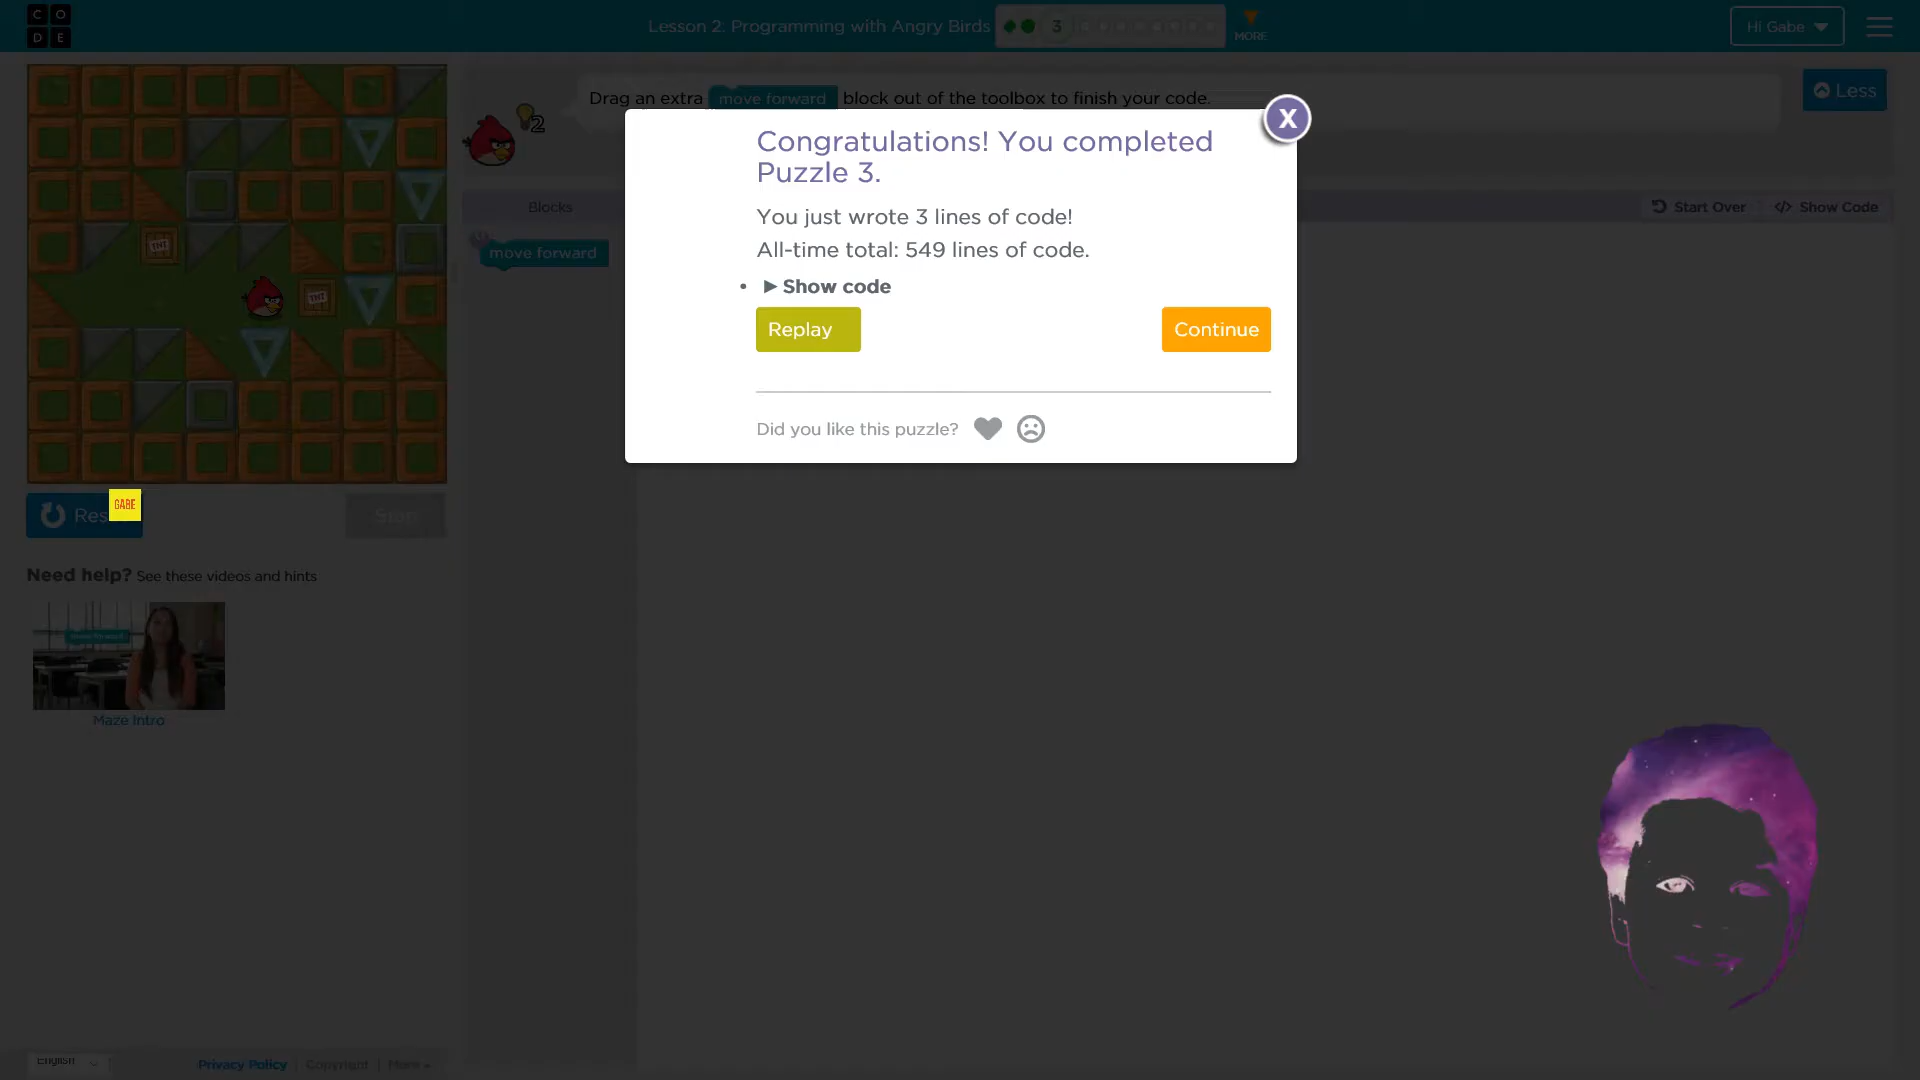 C O
D E
Lesson 2: Programming with Angry Birds
3
MORE
Hi Gabe
Drag an extra move forward block out of the toolbox to finish your code.
Less
2
X
Congratulations! You completed
Puzzle 3.
You just wrote 3 lines of code!
All-time total: 549 lines of code.
Show code
Replay
Continue
Did you like this puzzle?
Blocks
Start Over
Show Code
move forward
TNT
TNT
GABE
Need help? See these videos and hints
Maze Intro
English
Privacy Policy | Copyright | More